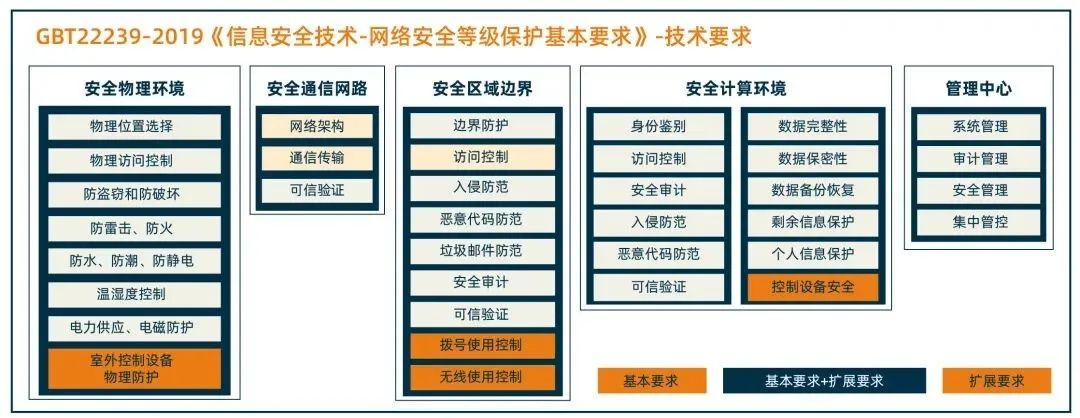 GBT22239-2019《信息安全技术-网络安全等级保护基本要求》-技术要求
安全物理环境
物理位置选择
物理访问控制
防盗窃和防破坏
防雷击、防火
防水、防潮、防静电
温湿度控制
电力供应、电磁防护
室外控制设备
物理防护
安全通信网路
网络架构
通信传输
可信验证
安全区域边界
边界防护
访问控制
入侵防范
恶意代码防范
垃圾邮件防范
安全审计
可信验证
拨号使用控制
无线使用控制
安全计算环境
身份鉴别
访问控制
安全审计
入侵防范
恶意代码防范
可信验证
数据完整性
数据保密性
数据备份恢复
剩余信息保护
个人信息保护
控制设备安全
管理中心
系统管理
审计管理
安全管理
集中管控
基本要求
基本要求+扩展要求
扩展要求